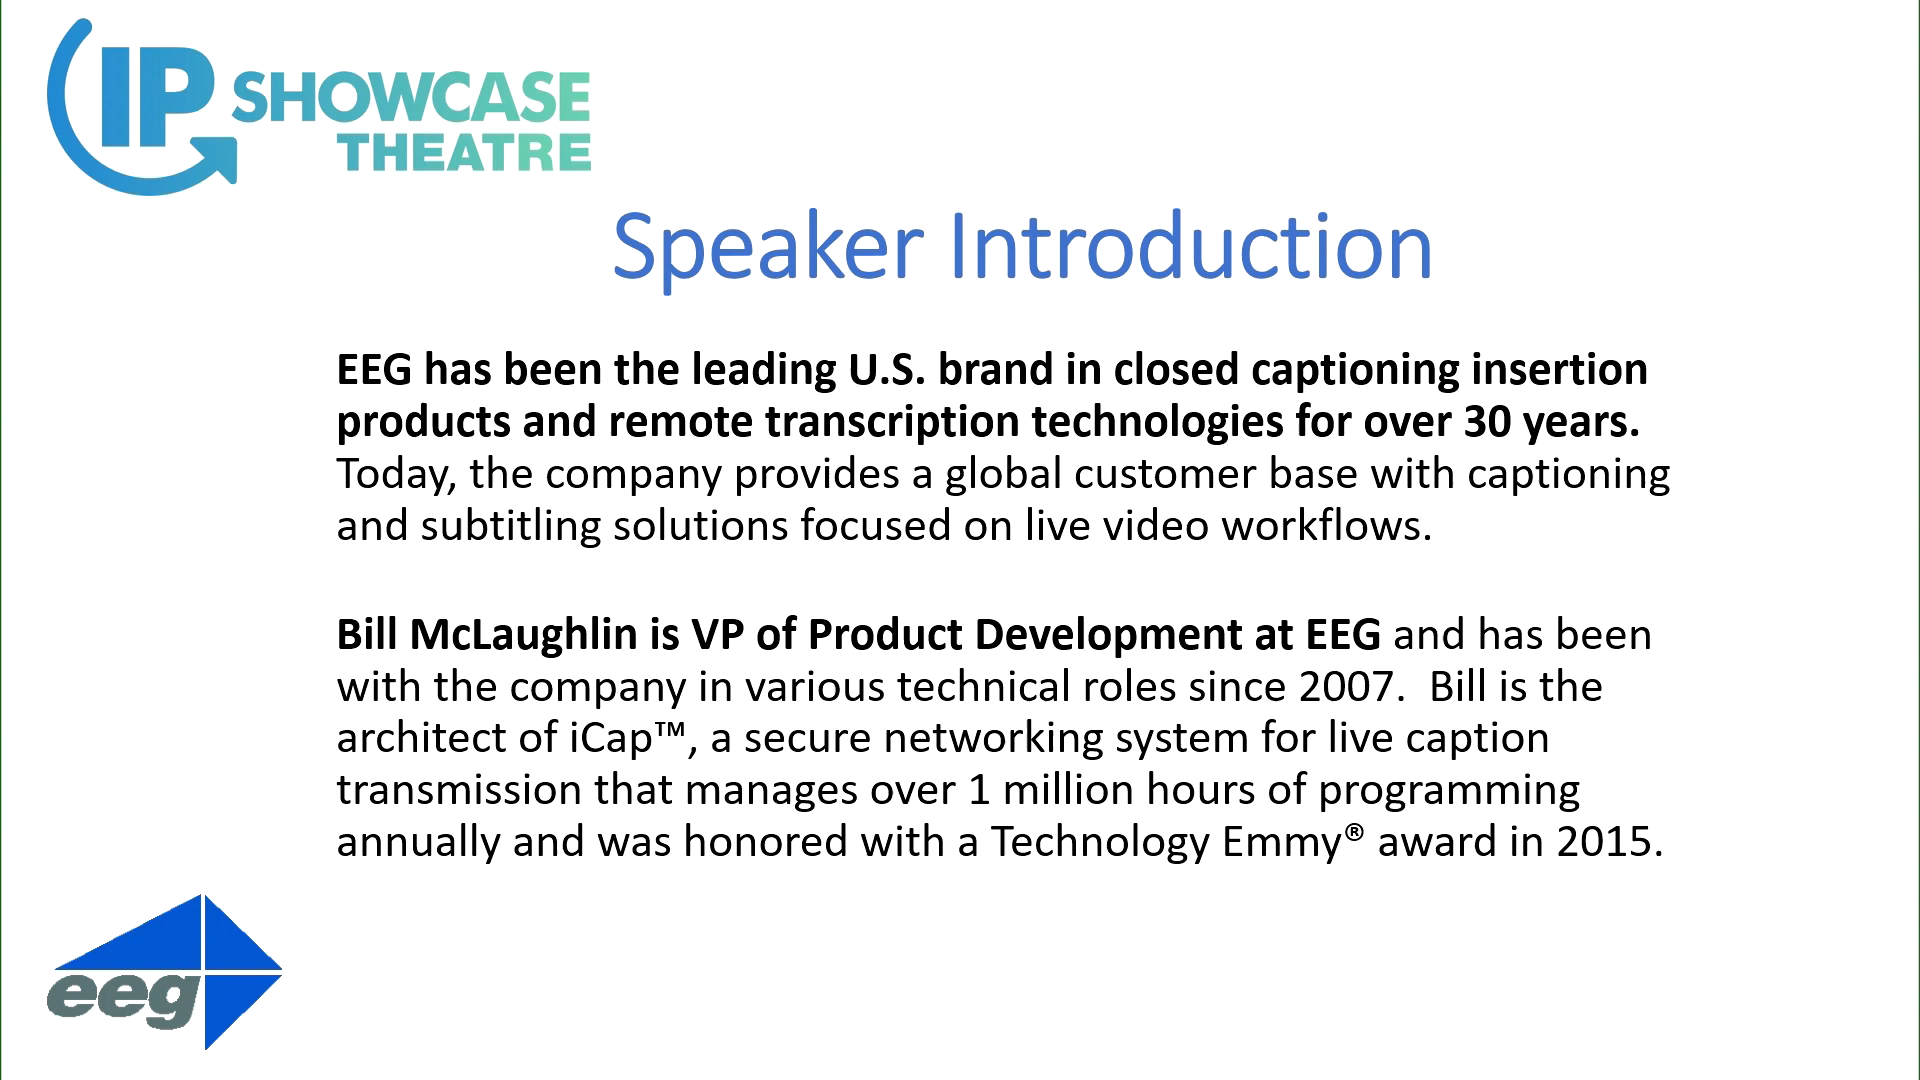 IP SHOWCASE
THEATRE
Speaker Introduction
EEG has been the leading U.S. brand in closed captioning insertion
products and remote transcription technologies for over 30 years.
Today, the company provides a global customer base with captioning
and subtitling solutions focused on live video workflows.
Bill McLaughlin is VP of Product Development at EEG and has been
with the company in various technical roles since 2007.  Bill is the
architect of iCap™, a secure networking system for live caption
transmission that manages over 1 million hours of programming
annually and was honored with a Technology Emmy® award in 2015.
eeg